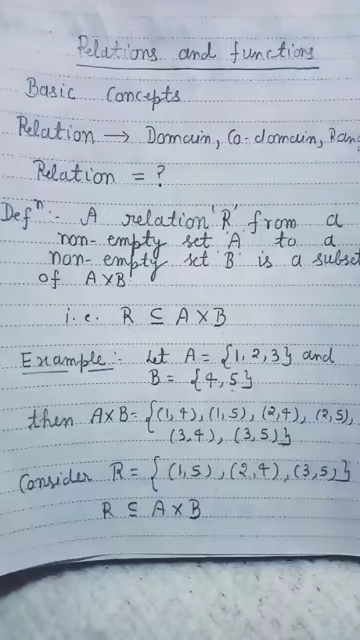 Relations and functions
Basic Concepts
Relation → Domain, Co-domain, Rang
Relation = ?
Defⁿ:- A relation 'R' from a
non-empty set 'A' to a
non-empty set 'B' is a subset
of A×B
i.e. R ⊆ A×B
Example:- Let A = {1, 2, 3} and
B = {4, 5}
then A×B = {(1, 4), (1, 5), (2, 4), (2, 5),
(3, 4), (3, 5)}
Consider R = {(1, 5), (2, 4), (3, 5)}
R ⊆ A × B